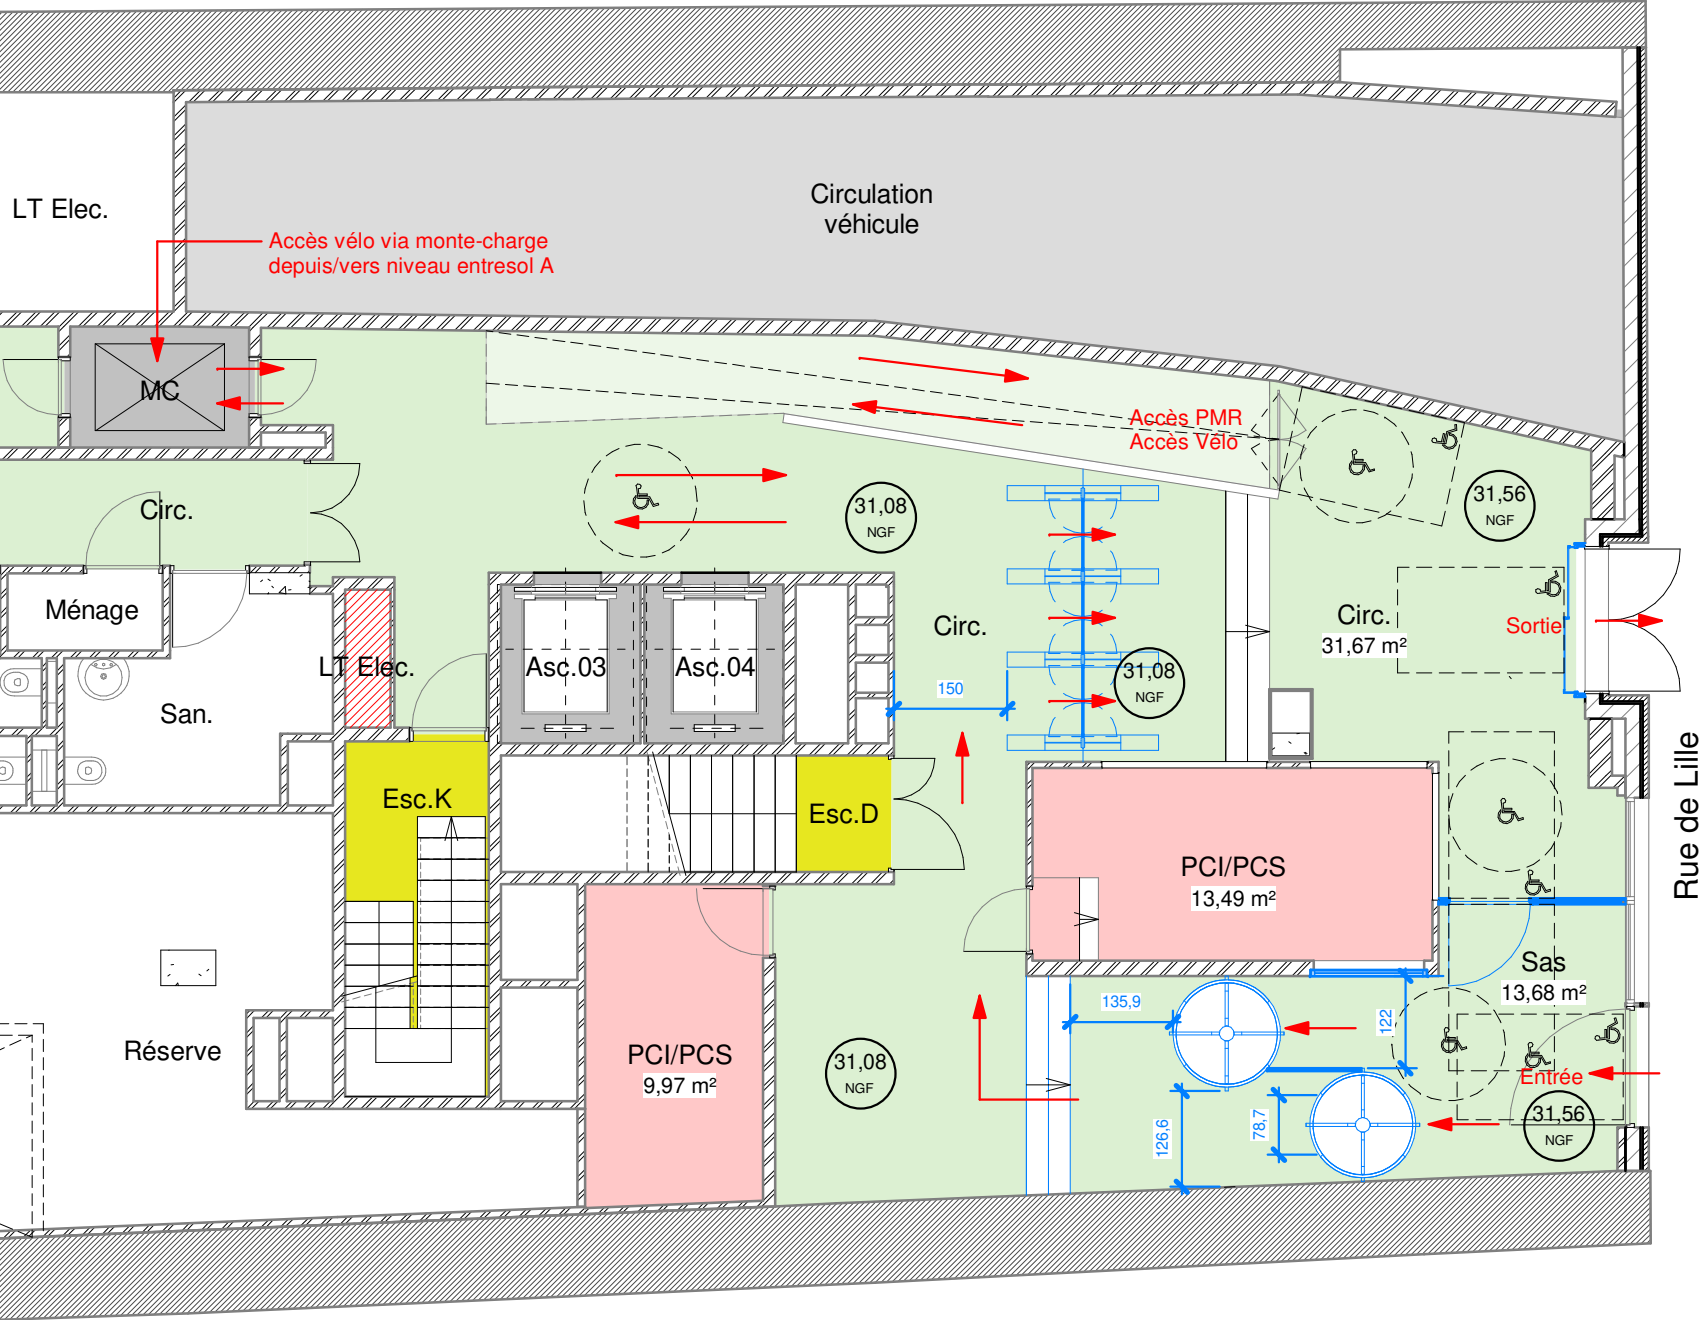 Circulation
véhicule
LT Elec.
Accès vélo via monte-charge
depuis/vers niveau entresol A
MC
Accès PMR
Accès Vélo
Circ.
31,08
NGF
31,56
NGF
Ménage
Circ.
Circ.
31,67 m²
Sortie
LT Elec.
Asc.03
Asc.04
31,08
NGF
150
San.
Rue de Lille
Esc.K
Esc.D
PCI/PCS
13,49 m²
Sas
13,68 m²
135,9
122
Réserve
PCI/PCS
9,97 m²
31,08
NGF
Entrée
126,6
78,7
31,56
NGF